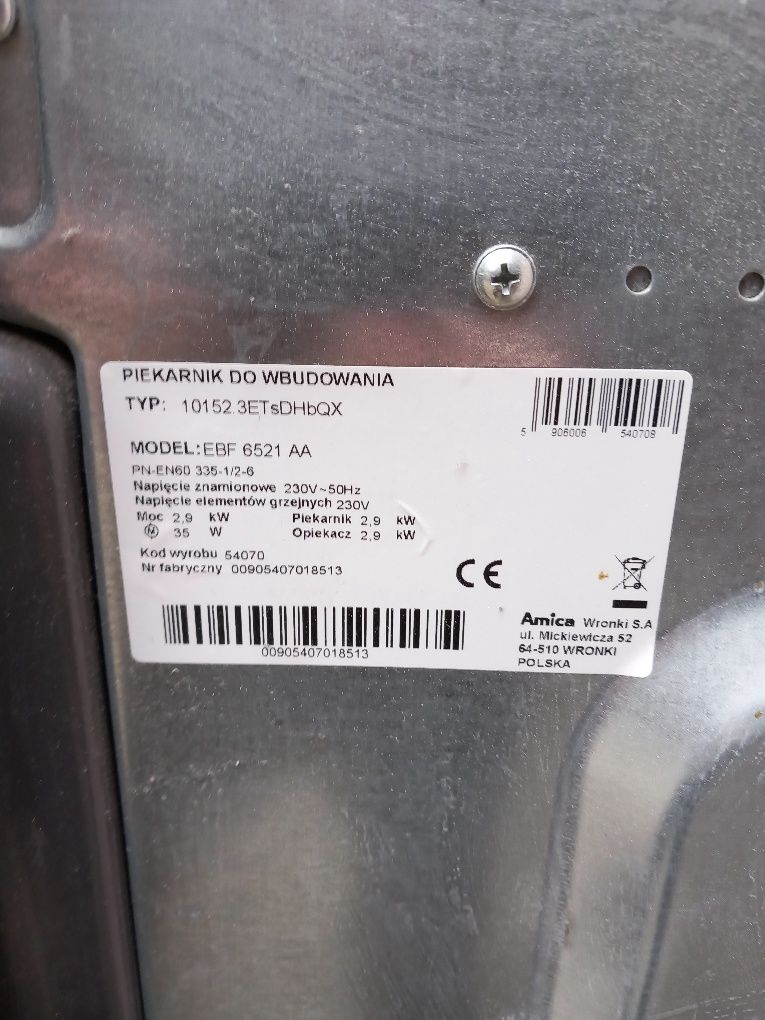 PIEKARNIK DO WBUDOWANIA
TYP: 10152.3ETsDHbQX
5 906006 540708
MODEL: EBF 6521 AA
PN-EN60 335-1/2-6
Napięcie znamionowe 230V~50Hz
Napięcie elementów grzejnych 230V
Moc 2,9 kW Piekarnik 2,9 kW
35 W Opiekacz 2,9 kW
Kod wyrobu 54070
Nr fabryczny 00905407018513
CE
00905407018513
Amica Wronki S.A
ul. Mickiewicza 52
64-510 WRONKI
POLSKA